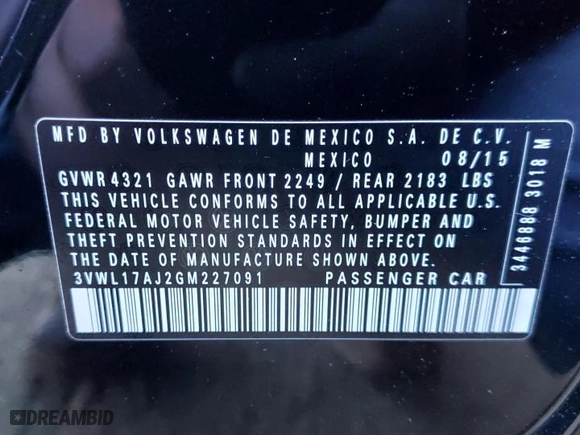 MFD BY VOLKSWAGEN DE MEXICO S.A. DE C.V.
MEXICO 08/15
GVWR 4321 GAWR FRONT 2249 / REAR 2183 LBS
THIS VEHICLE CONFORMS TO ALL APPLICABLE U.S.
FEDERAL MOTOR VEHICLE SAFETY, BUMPER AND
THEFT PREVENTION STANDARDS IN EFFECT ON
THE DATE OF MANUFACTURE SHOWN ABOVE.
3VWL17AJ2GM227091 PASSENGER CAR
3446888 3018 M
DREAMBID